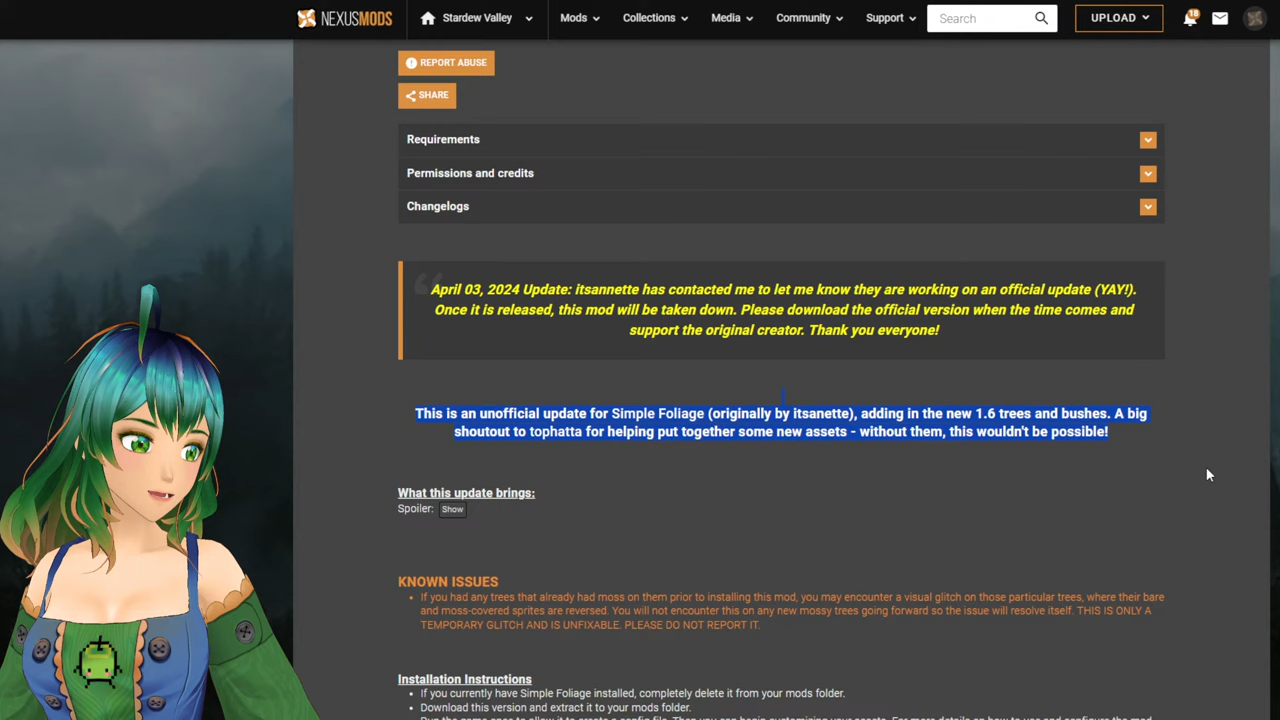 NEXUSMODS Stardew Valley Mods Collections Media Community Support Search UPLOAD 18
REPORT ABUSE
SHARE
Requirements
Permissions and credits
Changelogs
April 03, 2024 Update: itsannette has contacted me to let me know they are working on an official update (YAY!).
Once it is released, this mod will be taken down. Please download the official version when the time comes and
support the original creator. Thank you everyone!
This is an unofficial update for Simple Foliage (originally by itsannette), adding in the new 1.6 trees and bushes. A big
shoutout to tophatta for helping put together some new assets - without them, this wouldn't be possible!
What this update brings:
Spoiler: Show
KNOWN ISSUES
• If you had any trees that already had moss on them prior to installing this mod, you may encounter a visual glitch on those particular trees, where their bare
and moss-covered sprites are reversed. You will not encounter this on any new mossy trees going forward so the issue will resolve itself. THIS IS ONLY A
TEMPORARY GLITCH AND IS UNFIXABLE. PLEASE DO NOT REPORT IT.
Installation Instructions
• If you currently have Simple Foliage installed, completely delete it from your mods folder.
• Download this version and extract it to your mods folder.